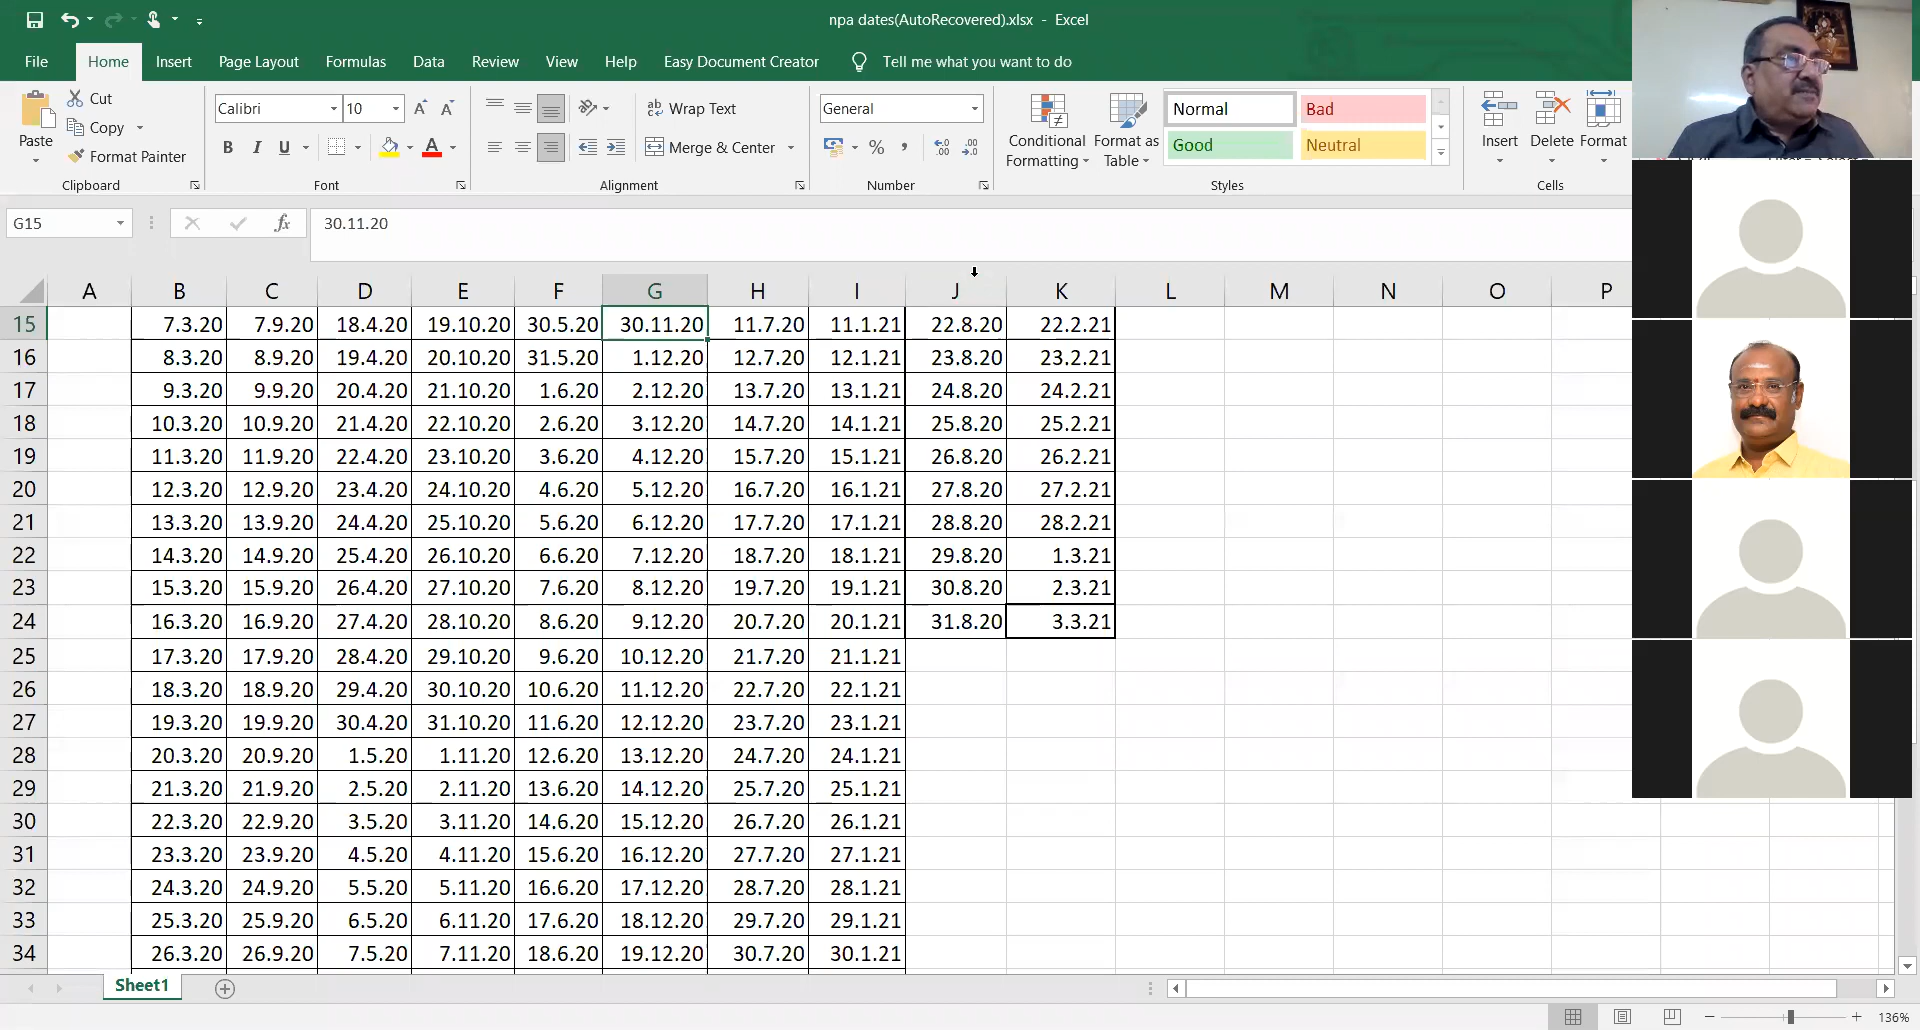 npa dates(AutoRecovered).xlsx - Excel
File Home Insert Page Layout Formulas Data Review View Help Easy Document Creator Tell me what you want to do
Cut
Copy
Format Painter
Paste
Clipboard
Calibri 10
B I U
Font
Wrap Text
Merge & Center
Alignment
General
Number
Conditional Formatting
Format as Table
Normal Bad
Good Neutral
Styles
Insert Delete Format
Cells
G15 fx 30.11.20
A B C D E F G H I J K L M N O P
15 7.3.20 7.9.20 18.4.20 19.10.20 30.5.20 30.11.20 11.7.20 11.1.21 22.8.20 22.2.21
16 8.3.20 8.9.20 19.4.20 20.10.20 31.5.20 1.12.20 12.7.20 12.1.21 23.8.20 23.2.21
17 9.3.20 9.9.20 20.4.20 21.10.20 1.6.20 2.12.20 13.7.20 13.1.21 24.8.20 24.2.21
18 10.3.20 10.9.20 21.4.20 22.10.20 2.6.20 3.12.20 14.7.20 14.1.21 25.8.20 25.2.21
19 11.3.20 11.9.20 22.4.20 23.10.20 3.6.20 4.12.20 15.7.20 15.1.21 26.8.20 26.2.21
20 12.3.20 12.9.20 23.4.20 24.10.20 4.6.20 5.12.20 16.7.20 16.1.21 27.8.20 27.2.21
21 13.3.20 13.9.20 24.4.20 25.10.20 5.6.20 6.12.20 17.7.20 17.1.21 28.8.20 28.2.21
22 14.3.20 14.9.20 25.4.20 26.10.20 6.6.20 7.12.20 18.7.20 18.1.21 29.8.20 1.3.21
23 15.3.20 15.9.20 26.4.20 27.10.20 7.6.20 8.12.20 19.7.20 19.1.21 30.8.20 2.3.21
24 16.3.20 16.9.20 27.4.20 28.10.20 8.6.20 9.12.20 20.7.20 20.1.21 31.8.20 3.3.21
25 17.3.20 17.9.20 28.4.20 29.10.20 9.6.20 10.12.20 21.7.20 21.1.21
26 18.3.20 18.9.20 29.4.20 30.10.20 10.6.20 11.12.20 22.7.20 22.1.21
27 19.3.20 19.9.20 30.4.20 31.10.20 11.6.20 12.12.20 23.7.20 23.1.21
28 20.3.20 20.9.20 1.5.20 1.11.20 12.6.20 13.12.20 24.7.20 24.1.21
29 21.3.20 21.9.20 2.5.20 2.11.20 13.6.20 14.12.20 25.7.20 25.1.21
30 22.3.20 22.9.20 3.5.20 3.11.20 14.6.20 15.12.20 26.7.20 26.1.21
31 23.3.20 23.9.20 4.5.20 4.11.20 15.6.20 16.12.20 27.7.20 27.1.21
32 24.3.20 24.9.20 5.5.20 5.11.20 16.6.20 17.12.20 28.7.20 28.1.21
33 25.3.20 25.9.20 6.5.20 6.11.20 17.6.20 18.12.20 29.7.20 29.1.21
34 26.3.20 26.9.20 7.5.20 7.11.20 18.6.20 19.12.20 30.7.20 30.1.21
Sheet1
136%